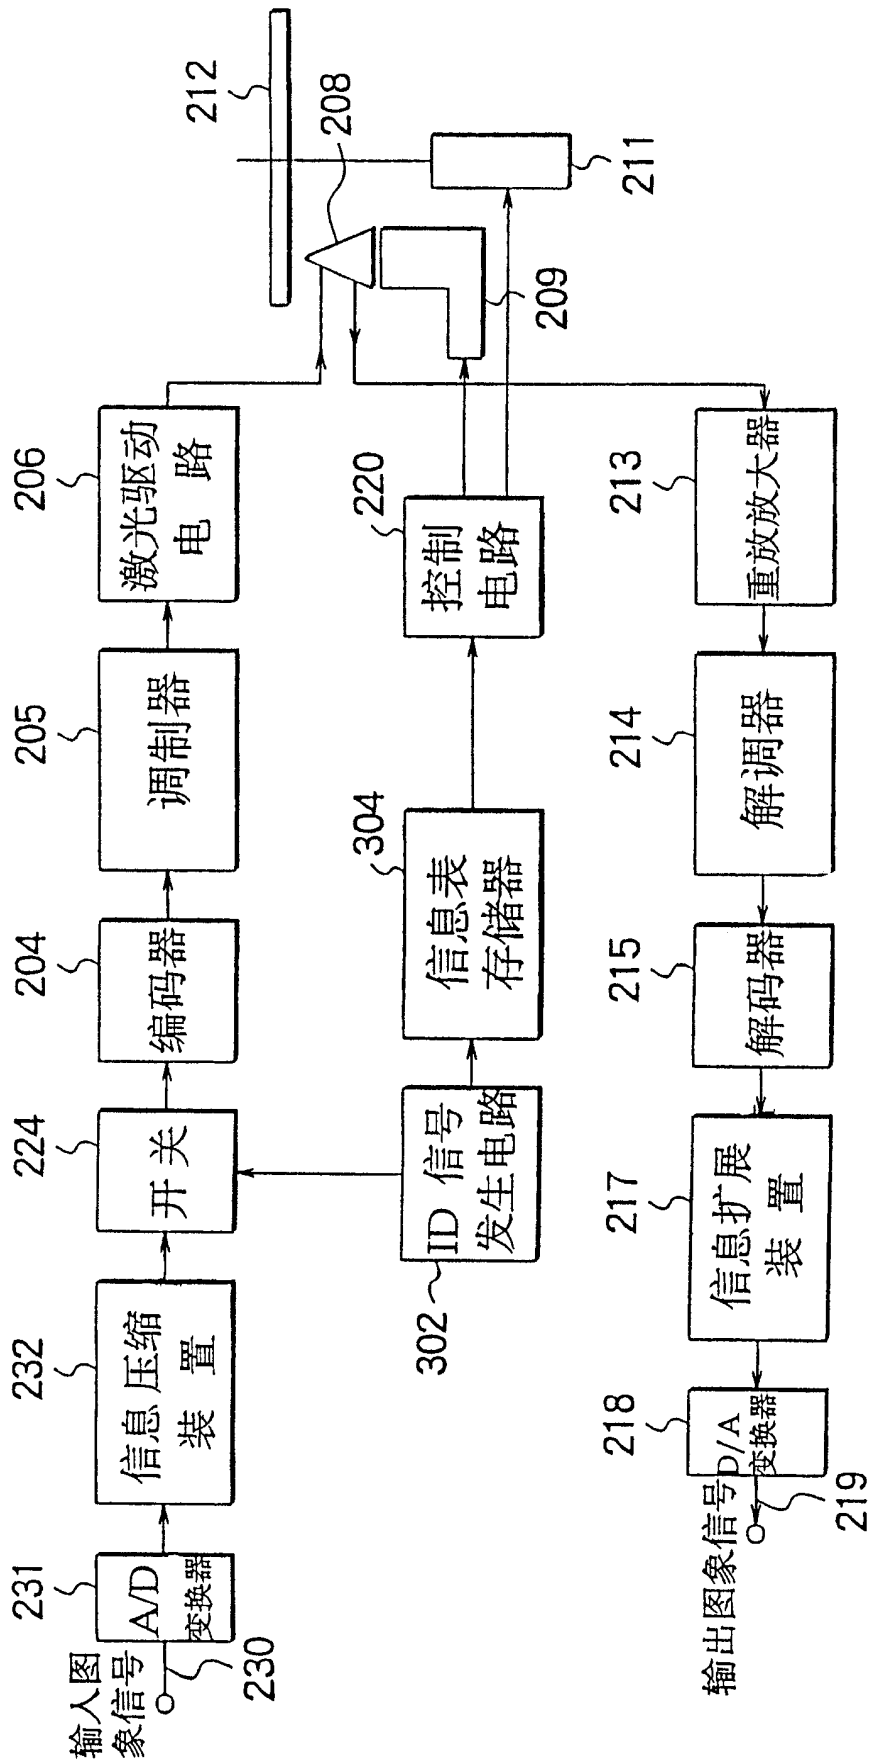 输入图
象信号
230
231
A/D
变换器
232
信息压缩
装置
224
开关
204
编码器
205
调制器
206
激光驱动
电路
212
208
302
ID 信号
发生电路
304
信息表
存储器
220
控制
电路
209
211
213
重放放大器
214
解调器
215
解码器
217
信息扩展
装置
218
D/A
变换器
输出图象信号
219